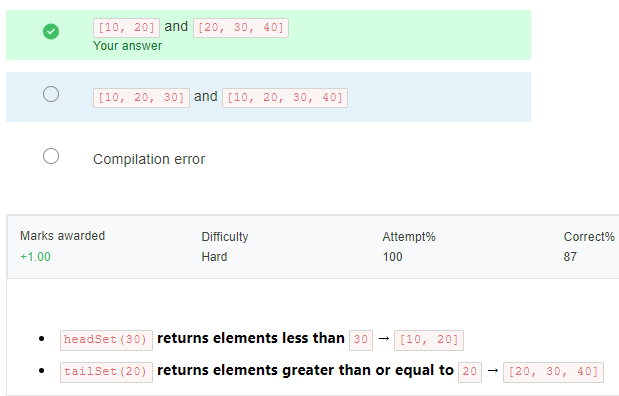 [10, 20] and [20, 30, 40]
Your answer
[10, 20, 30] and [10, 20, 30, 40]
Compilation error
Marks awarded Difficulty Attempt% Correct%
+1.00 Hard 100 87
• headSet(30) returns elements less than 30 → [10, 20]
• tailSet(20) returns elements greater than or equal to 20 → [20, 30, 40]